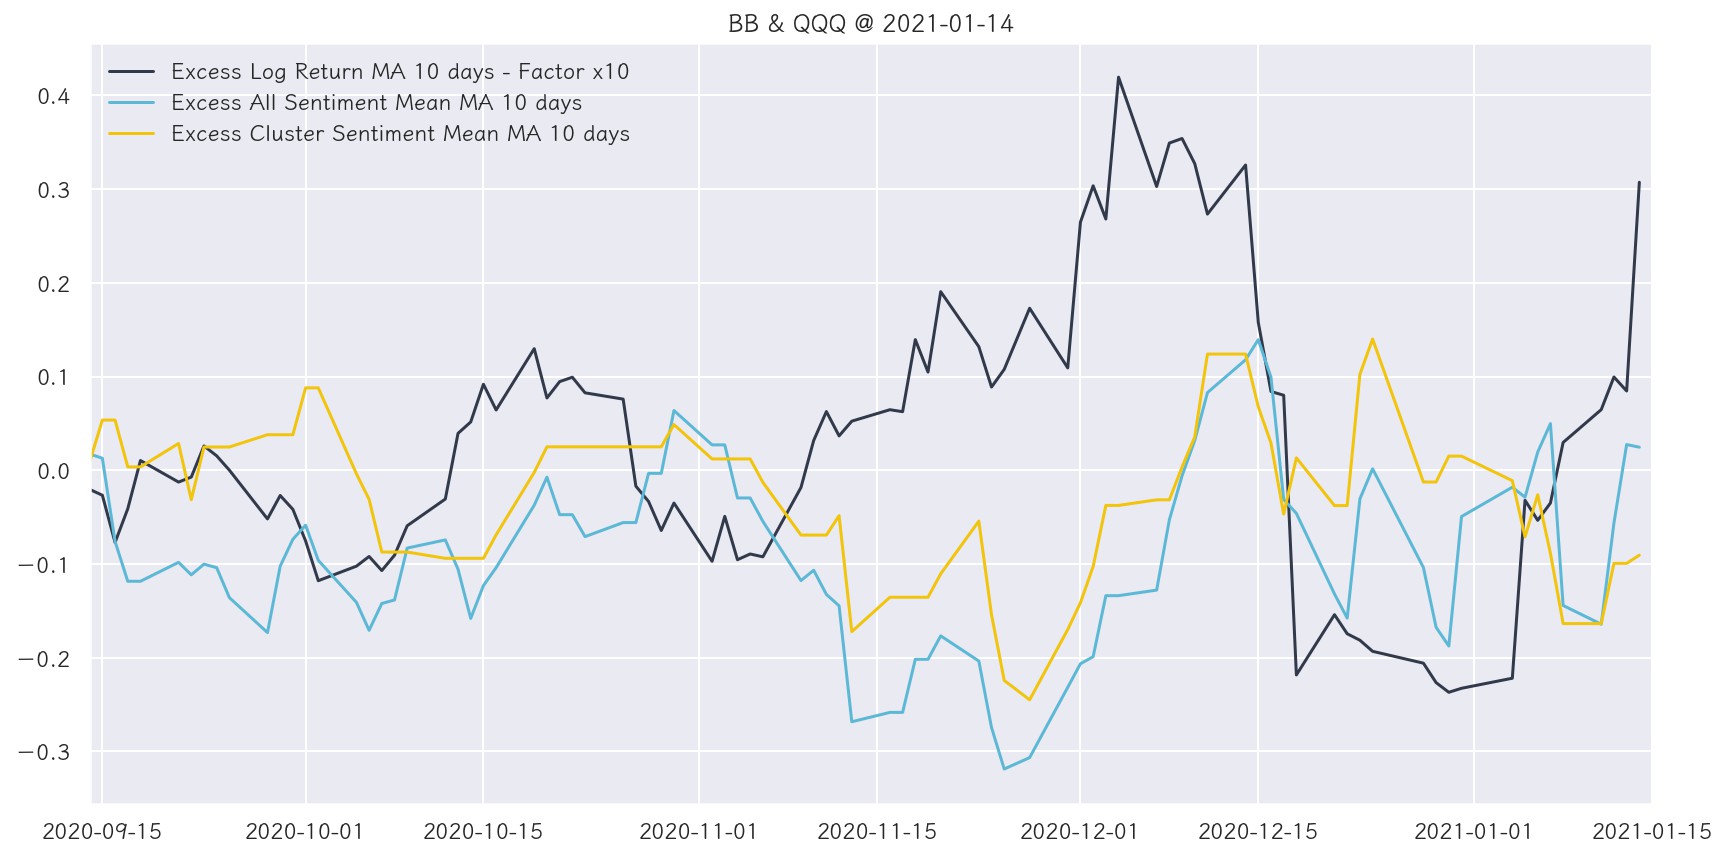 BB & QQQ @ 2021-01-14
Excess Log Return MA 10 days - Factor x10
Excess All Sentiment Mean MA 10 days
Excess Cluster Sentiment Mean MA 10 days
0.4
0.3
0.2
0.1
0.0
−0.1
−0.2
−0.3
2020-09-15 2020-10-01 2020-10-15 2020-11-01 2020-11-15 2020-12-01 2020-12-15 2021-01-01 2021-01-15